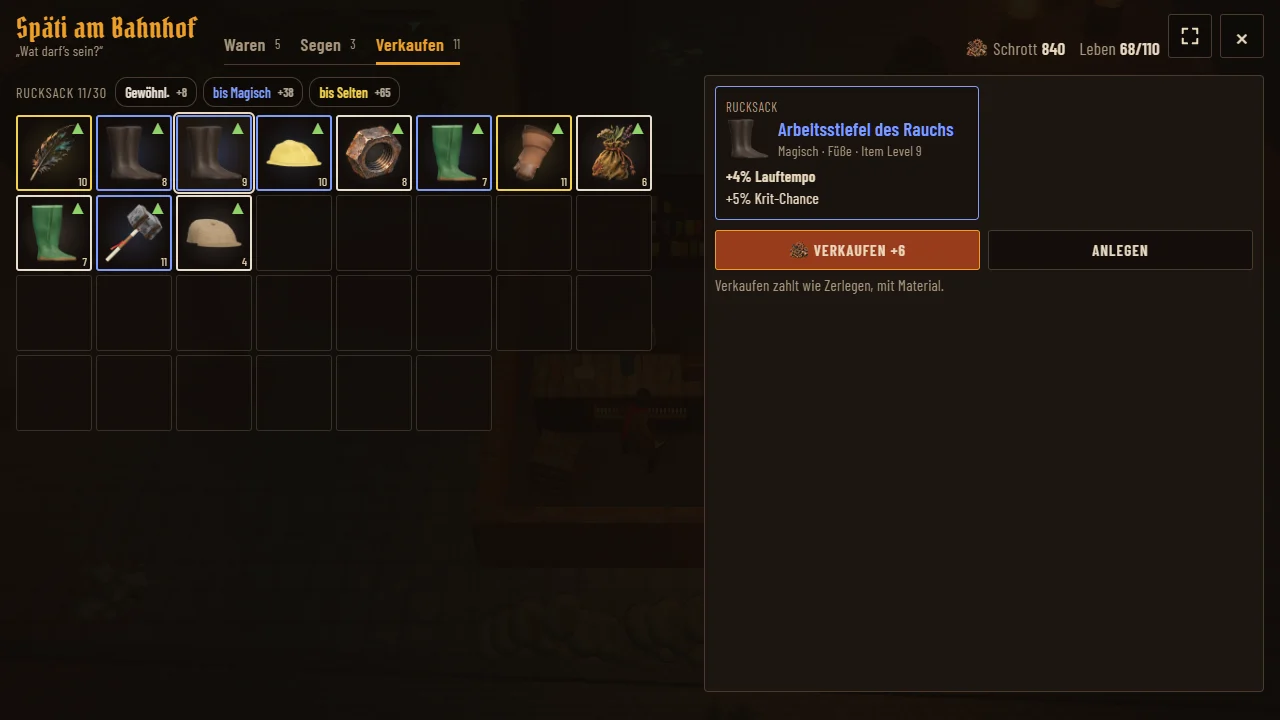 Späti am Bahnhof
„Wat darf's sein?“
Waren 5 Segen 3 Verkaufen 11
Schrott 840 Leben 68/110
×
RUCKSACK 11/30 Gewöhnl. +8 bis Magisch +38 bis Selten +65
10 8 9 10 8 7 11 6
7 11 4
RUCKSACK
Arbeitsstiefel des Rauchs
Magisch · Füße · Item Level 9
+4% Lauftempo
+5% Krit-Chance
VERKAUFEN +6
ANLEGEN
Verkaufen zahlt wie Zerlegen, mit Material.